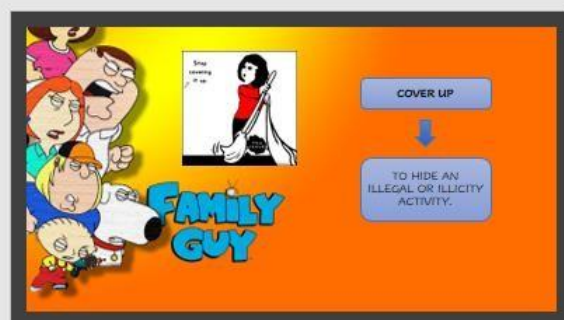 Stop
covering
it up
COVER UP
TO HIDE AN
ILLEGAL OR ILLICITY
ACTIVITY.
FAMILY
GUY